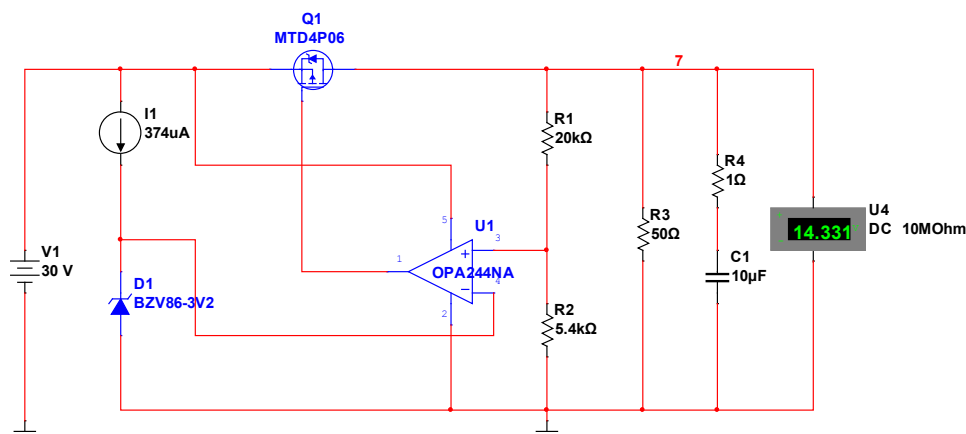 Q1
MTD4P06
7
I1
374uA
R1
20kΩ
R4
1Ω
U4
DC 10MOhm
14.331
R3
50Ω
U1
5
3
1
OPA244NA
4
2
V1
30 V
D1
BZV86-3V2
C1
10µF
R2
5.4kΩ